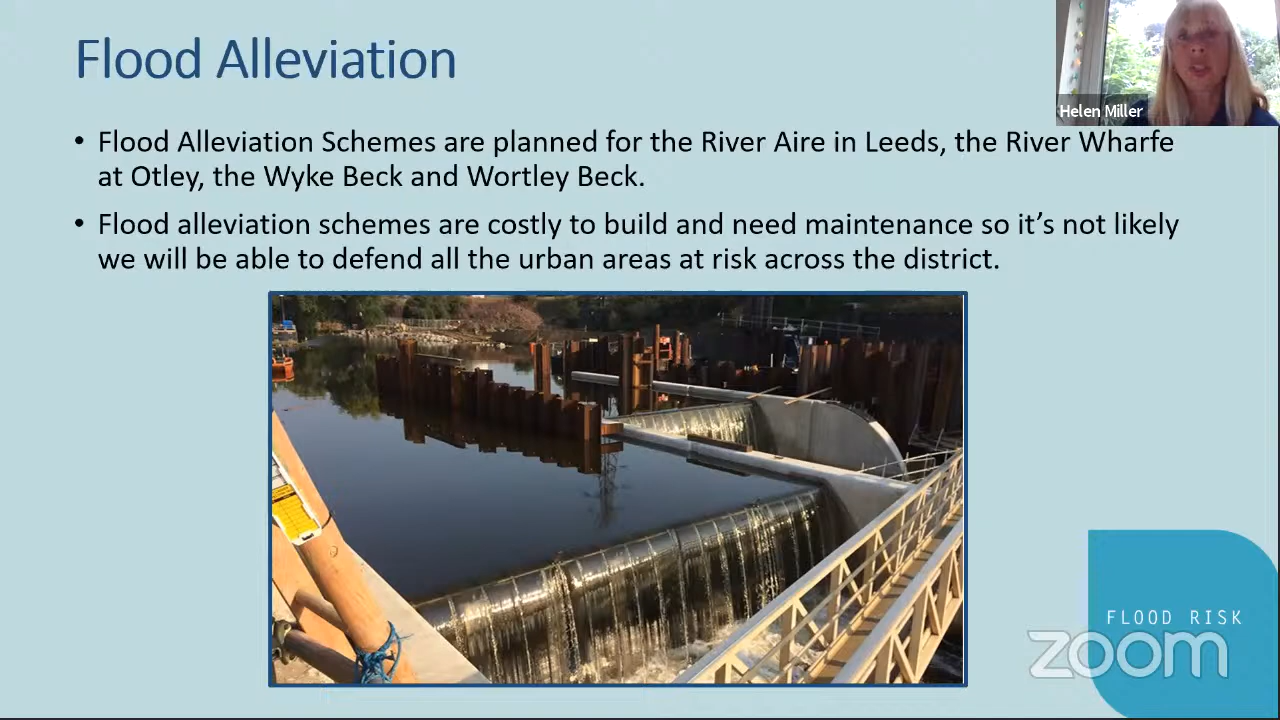 Flood Alleviation
Helen Miller
• Flood Alleviation Schemes are planned for the River Aire in Leeds, the River Wharfe
at Otley, the Wyke Beck and Wortley Beck.
• Flood alleviation schemes are costly to build and need maintenance so it’s not likely
we will be able to defend all the urban areas at risk across the district.
FLOOD RISK
zoom